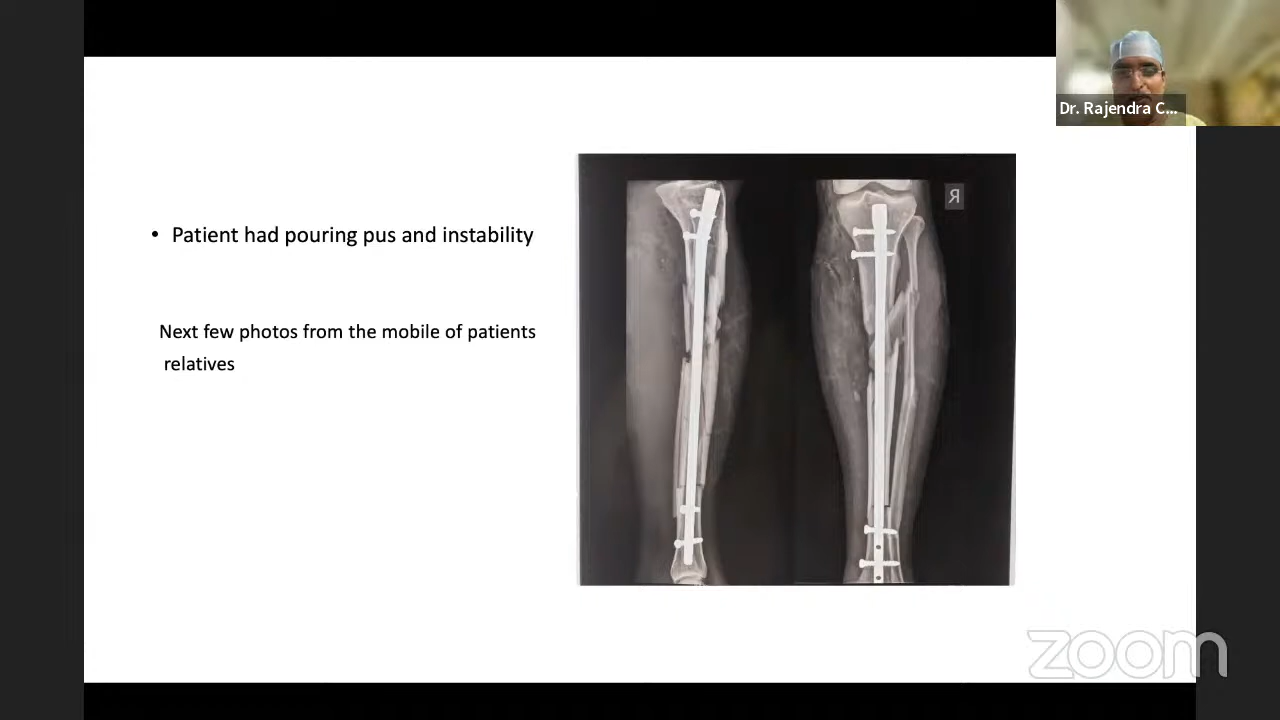 Dr. Rajendra C...
R
• Patient had pouring pus and instability
Next few photos from the mobile of patients
relatives
zoom